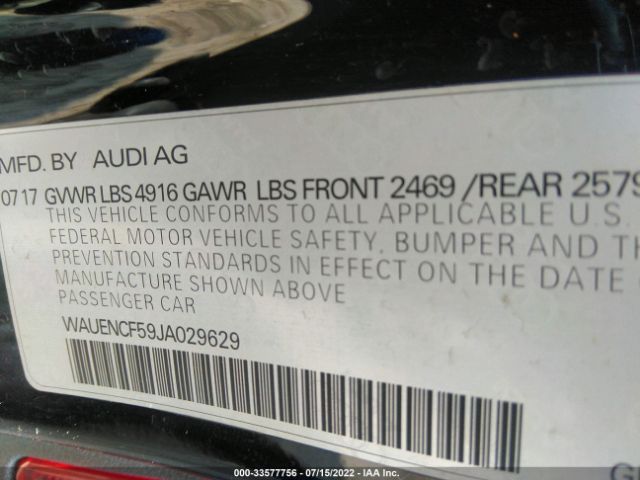 MFD. BY AUDI AG
07 17 GVWR LBS 4916 GAWR LBS FRONT 2469 /REAR 2579
THIS VEHICLE CONFORMS TO ALL APPLICABLE U.S.
FEDERAL MOTOR VEHICLE SAFETY, BUMPER AND
PREVENTION STANDARDS IN EFFECT ON THE DATE
MANUFACTURE SHOWN ABOVE
PASSENGER CAR
WAUENCF59JA029629
000-33577756 - 07/15/2022 - IAA Inc.